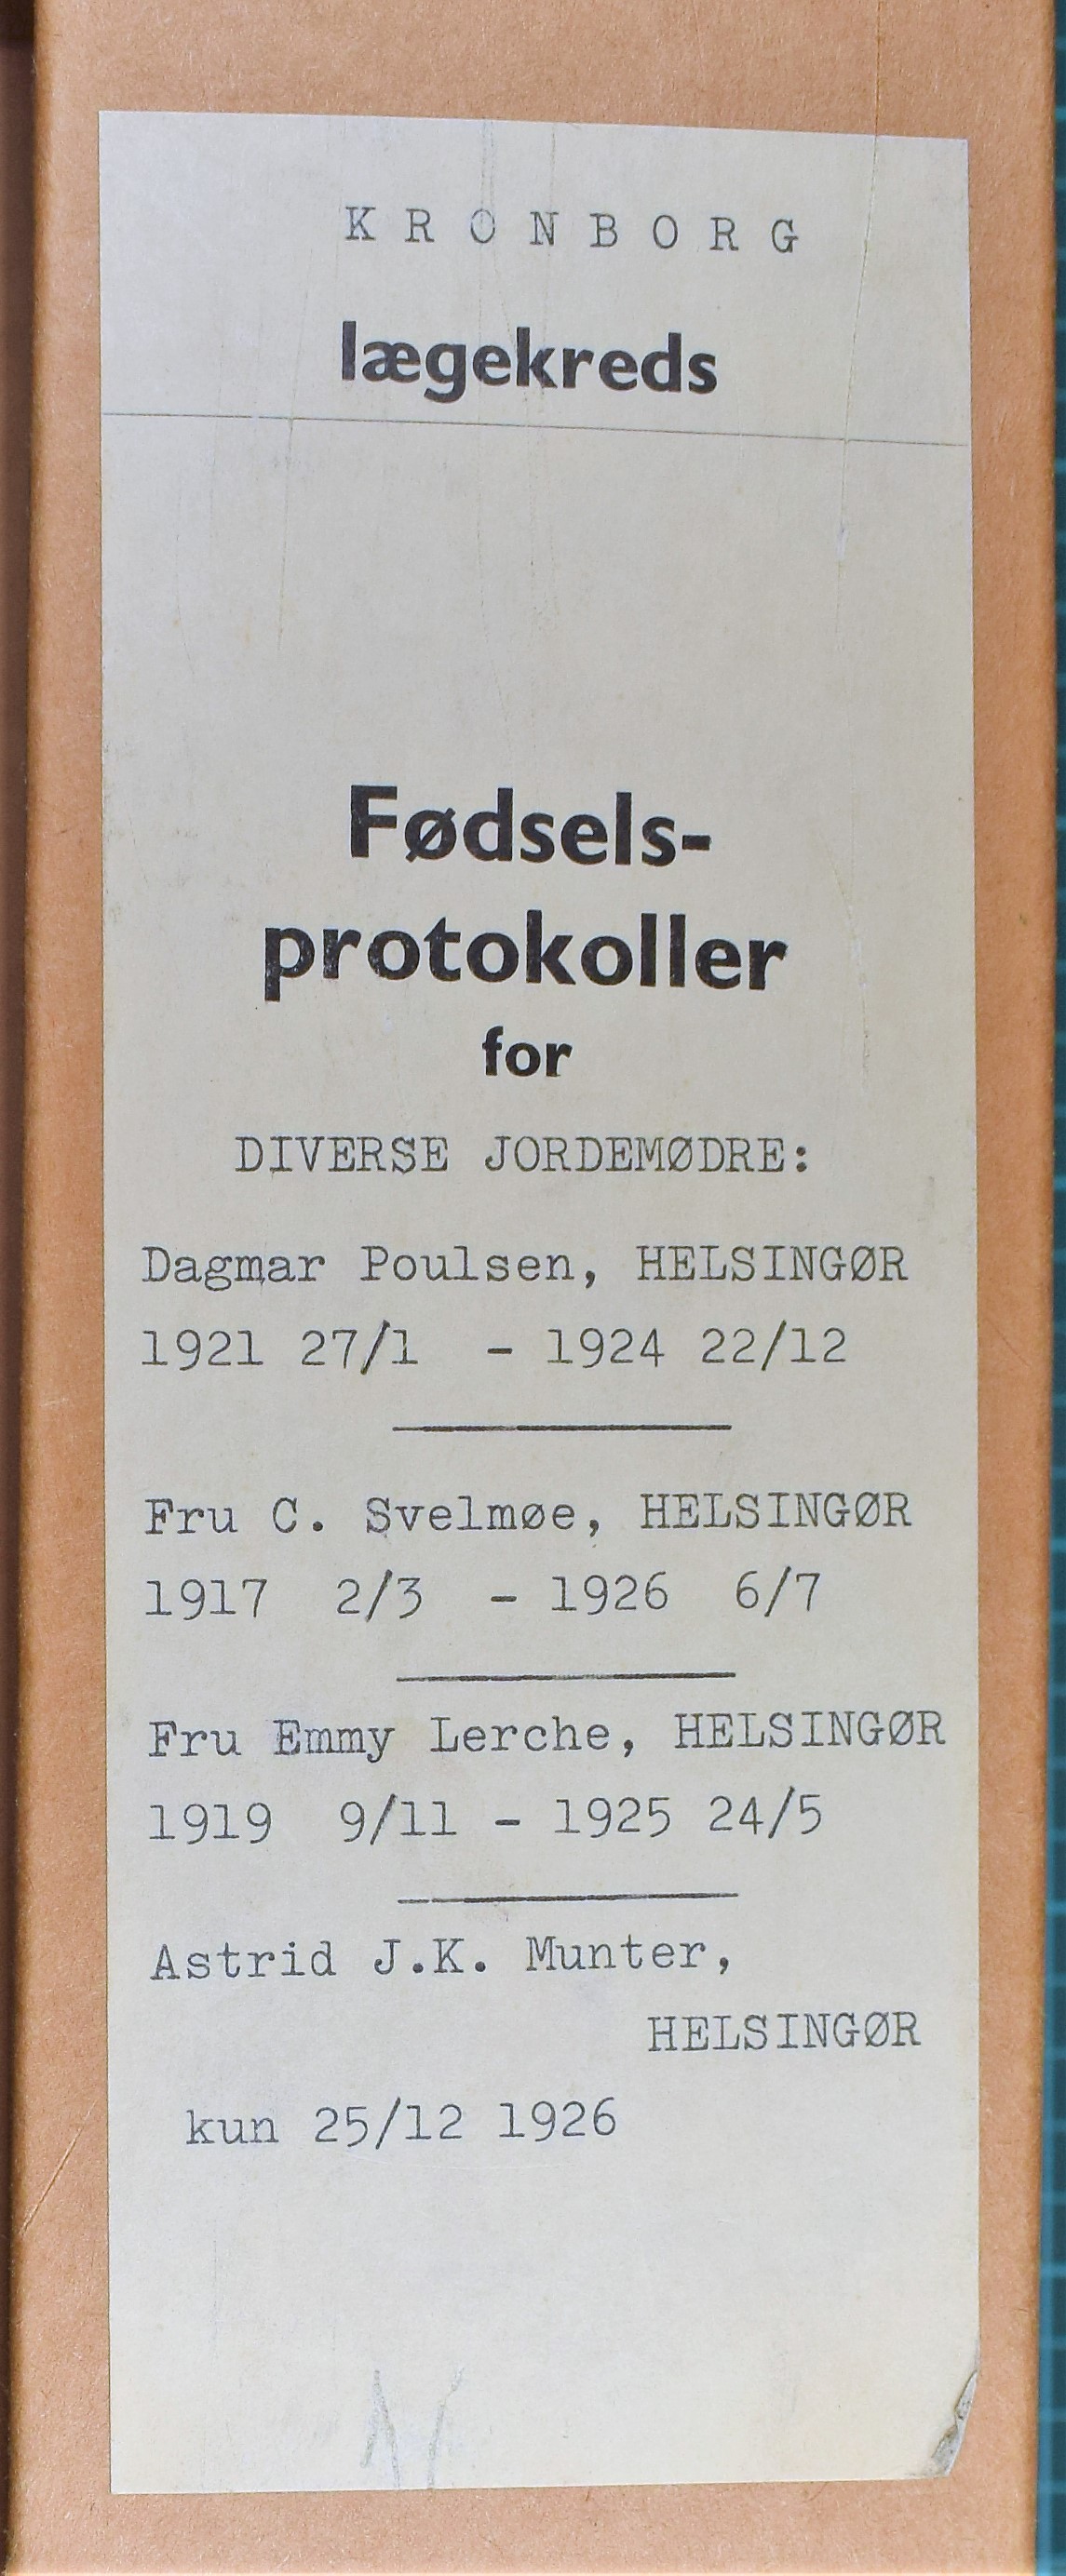 KRONBORG
lægekreds
Fødsels-
protokoller
for
DIVERSE JORDEMØDRE:
Dagmar Poulsen, HELSINGØR
1921 27/1 - 1924 22/12
Fru C. Svelmøe, HELSINGØR
1917 2/3 - 1926 6/7
Fru Emmy Lerche, HELSINGØR
1919 9/11 - 1925 24/5
Astrid J.K. Munter,
HELSINGØR
kun 25/12 1926